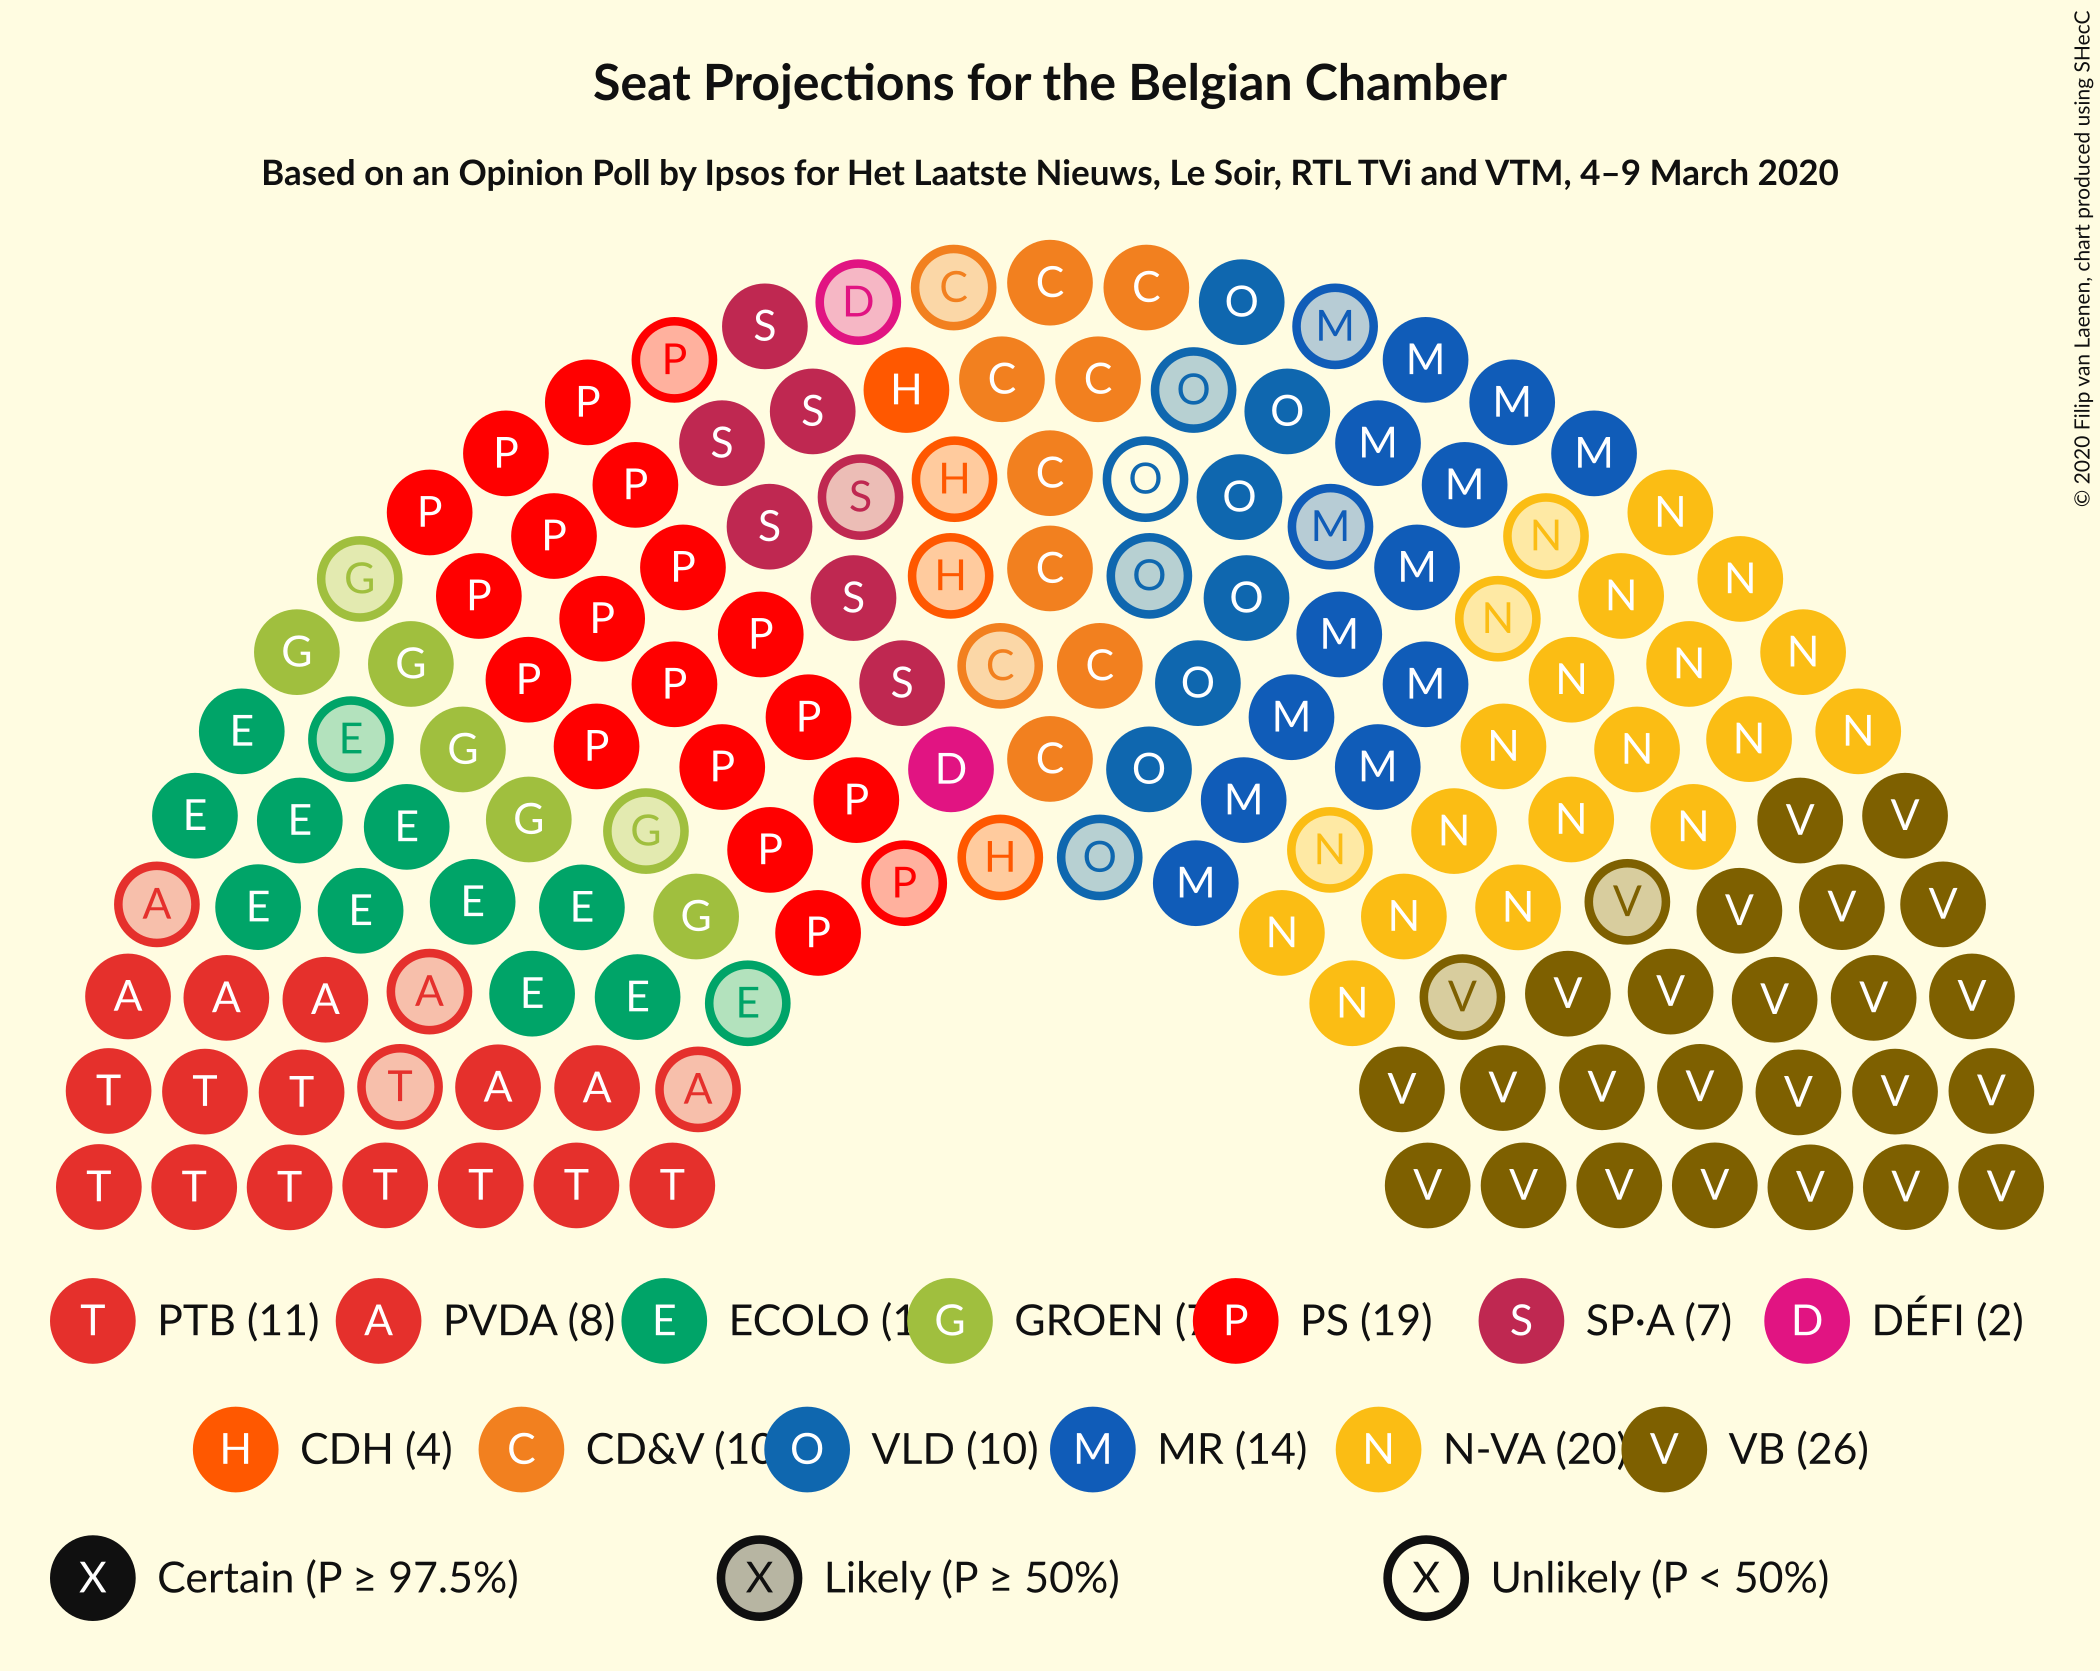 Seat Projections for the Belgian Chamber
Based on an Opinion Poll by Ipsos for Het Laatste Nieuws, Le Soir, RTL TVi and VTM, 4–9 March 2020
© 2020 Filip van Laenen, chart produced using SHecC
C C C
D O
S M
P M
P M
H C C O
S O
P S M
P M
P N
H C O
S O
G P S M N
P M N
H C O
P S O N N
G P P M N
C C
G P S O M N N
P P M N
E E G P P D C O M M N N N N
E E E G G P P M N N N N V V
P H O M
A E E E E G P N N N V V V V
A A A A E E E N V V V V V V
T T T T A A A V V V V V V V
T T T T T T T V V V V V V V
T PTB (11) A PVDA (8) E ECOLO (1 G GROEN (7 P PS (19) S SP·A (7) D DÉFI (2)
H CDH (4) C CD&V (10 O VLD (10) M MR (14) N N-VA (20) V VB (26)
X Certain (P ≥ 97.5%) X Likely (P ≥ 50%) X Unlikely (P < 50%)